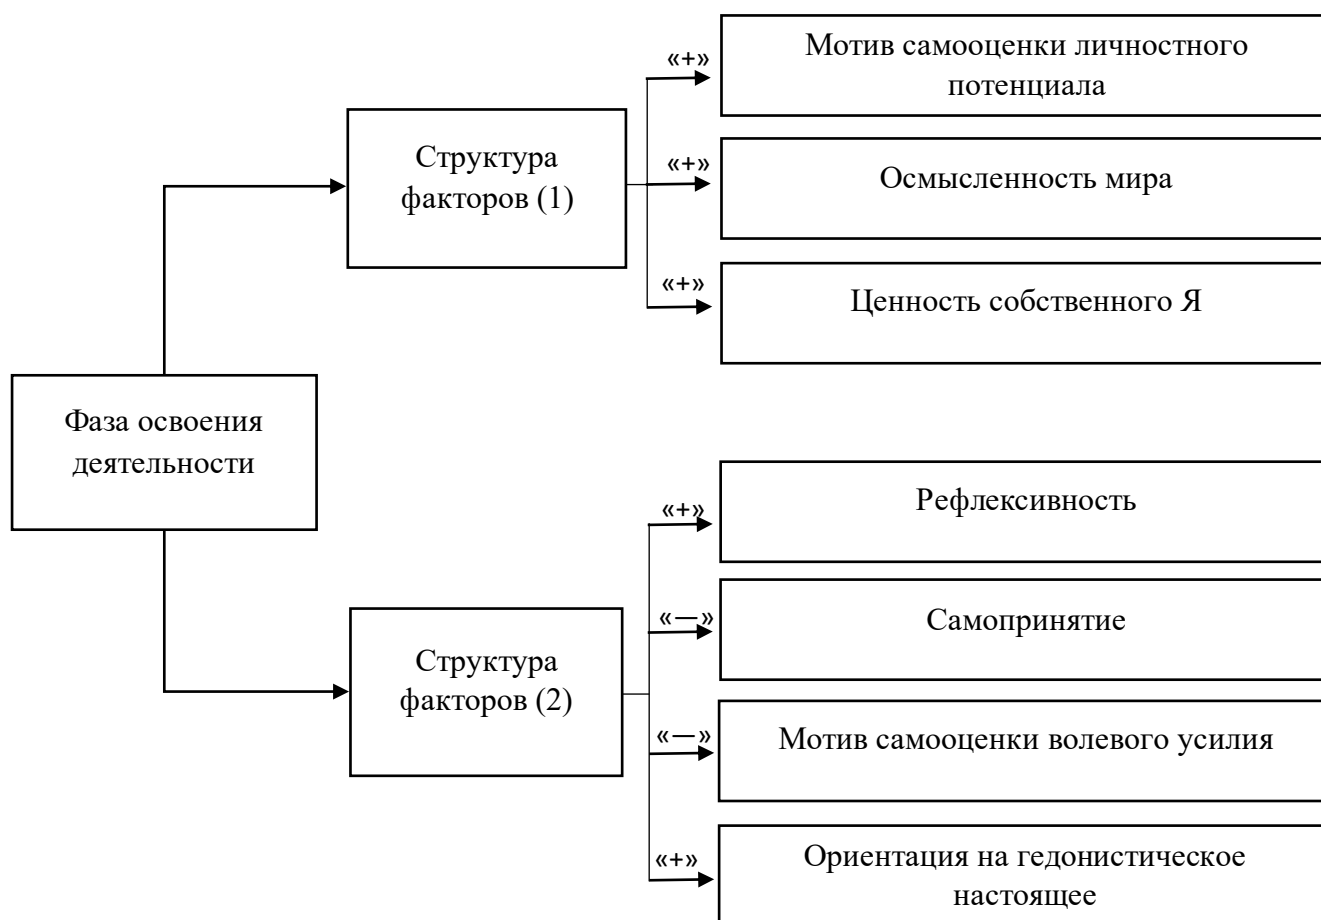 «+»
Мотив самооценки личностного
потенциала
Структура
факторов (1)
«+»
Осмысленность мира
«+»
Ценность собственного Я
Фаза освоения
деятельности
«+»
Рефлексивность
Структура
факторов (2)
«—»
Самопринятие
«—»
Мотив самооценки волевого усилия
«+»
Ориентация на гедонистическое
настоящее